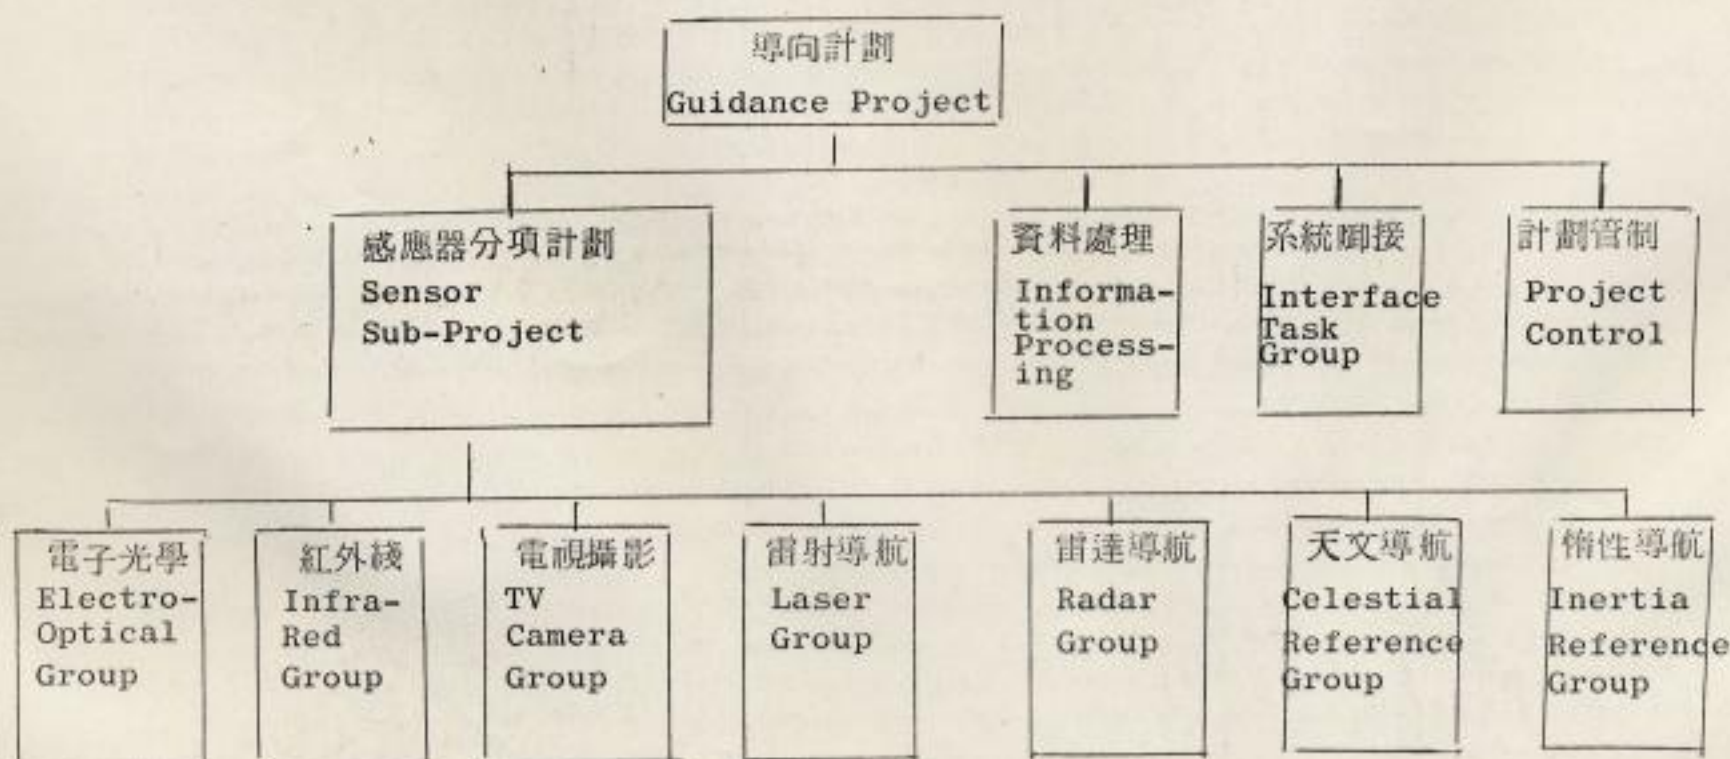 導向計劃
Guidance Project
感應器分項計劃
Sensor
Sub-Project
資料處理
Informa-
tion
Process-
ing
系統啣接
Interface
Task
Group
計劃管制
Project
Control
電子光學
Electro-
Optical
Group
紅外綫
Infra-
Red
Group
電視攝影
TV
Camera
Group
雷射導航
Laser
Group
雷達導航
Radar
Group
天文導航
Celestial
Reference
Group
惰性導航
Inertia
Reference
Group